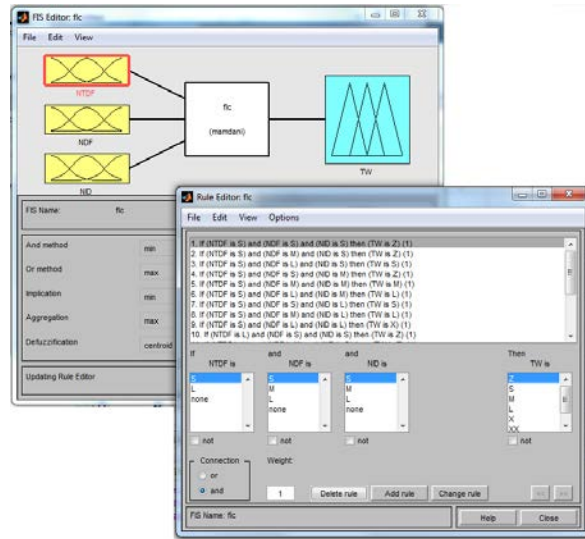 FIS Editor: flc
File Edit View
NTDF
NDF
NID
flc
(mamdani)
TW
FIS Name: flc
And method min
Or method max
Implication min
Aggregation max
Defuzzification centroid
Updating Rule Editor
Rule Editor: flc
File Edit View Options
1. If (NTDF is S) and (NDF is S) and (NID is S) then (TW is Z) (1)
2. If (NTDF is S) and (NDF is M) and (NID is S) then (TW is Z) (1)
3. If (NTDF is S) and (NDF is L) and (NID is S) then (TW is S) (1)
4. If (NTDF is S) and (NDF is S) and (NID is M) then (TW is Z) (1)
5. If (NTDF is S) and (NDF is M) and (NID is M) then (TW is M) (1)
6. If (NTDF is S) and (NDF is L) and (NID is M) then (TW is L) (1)
7. If (NTDF is S) and (NDF is S) and (NID is L) then (TW is S) (1)
8. If (NTDF is S) and (NDF is M) and (NID is L) then (TW is L) (1)
9. If (NTDF is S) and (NDF is L) and (NID is L) then (TW is X) (1)
10. If (NTDF is L) and (NDF is S) and (NID is S) then (TW is Z) (1)
If and and Then
NTDF is NDF is NID is TW is
S S S Z
L M M S
none L L M
none none L
X
XX
not not not not
Connection Weight:
or
and 1 Delete rule Add rule Change rule << >>
FIS Name: flc Help Close